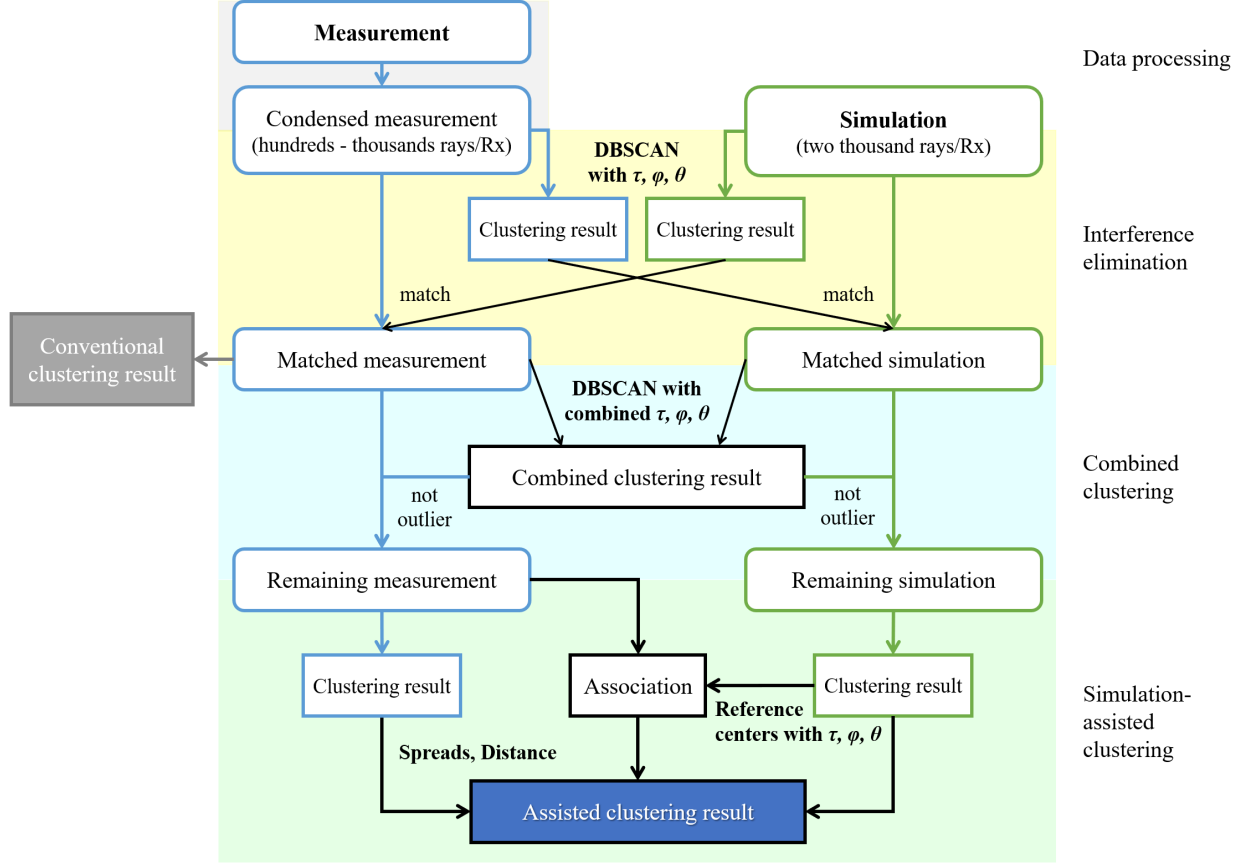 Measurement
Data processing
Condensed measurement
(hundreds - thousands rays/Rx)
Simulation
(two thousand rays/Rx)
DBSCAN
with τ, φ, θ
Clustering result
Clustering result
Interference
elimination
match
match
Conventional
clustering result
Matched measurement
Matched simulation
DBSCAN with
combined τ, φ, θ
Combined clustering result
Combined
clustering
not
outlier
not
outlier
Remaining measurement
Remaining simulation
Clustering result
Association
Clustering result
Simulation-
assisted
clustering
Reference
centers with τ, φ, θ
Spreads, Distance
Assisted clustering result